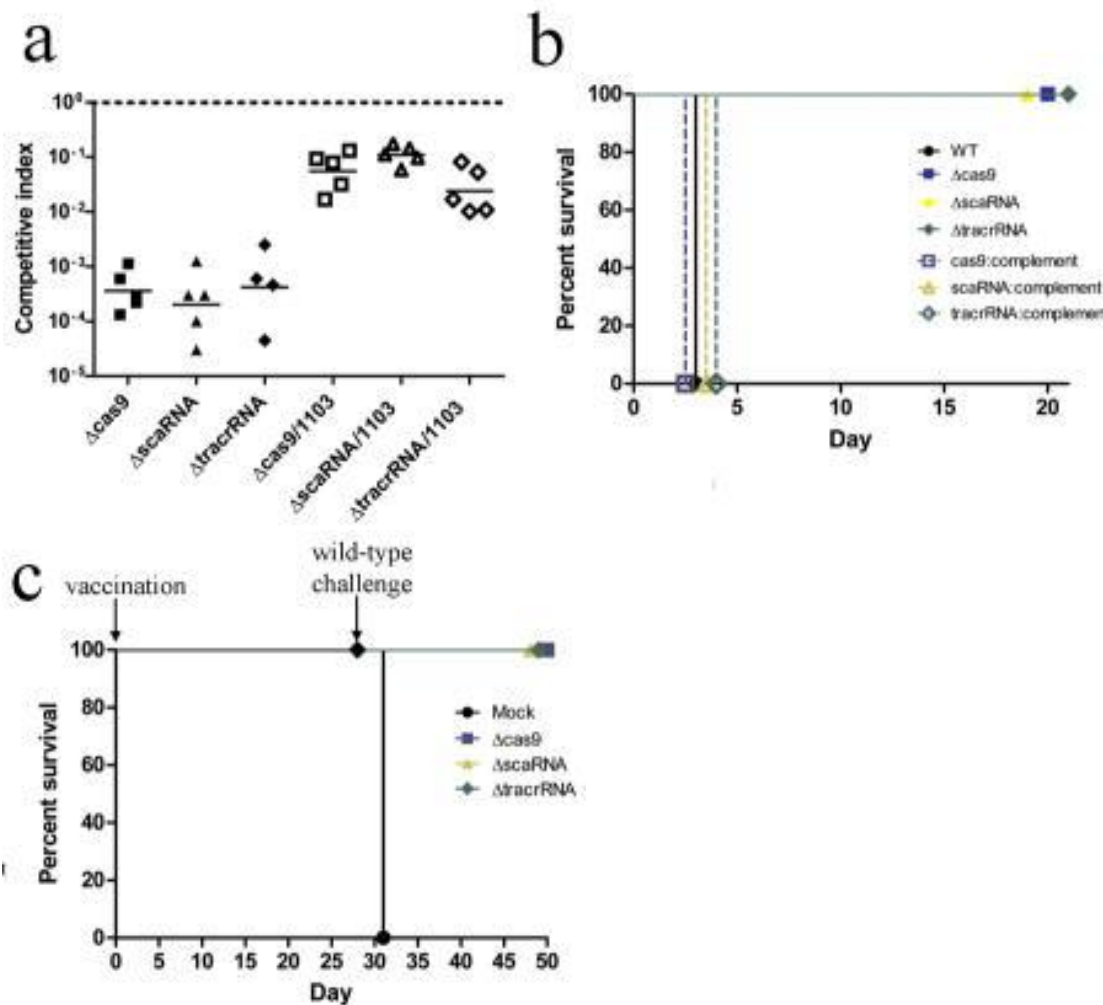 a
Competitive index
10⁰
10⁻¹
10⁻²
10⁻³
10⁻⁴
10⁻⁵
Δcas9
ΔscaRNA
ΔtracrRNA
Δcas9/1103
ΔscaRNA/1103
ΔtracrRNA/1103
b
Percent survival
100
80
60
40
20
0
0 5 10 15 20
Day
WT
Δcas9
ΔscaRNA
ΔtracrRNA
cas9:complement
scaRNA:complement
tracrRNA:complement
c
vaccination
wild-type
challenge
Percent survival
100
80
60
40
20
0
0 5 10 15 20 25 30 35 40 45 50
Day
Mock
Δcas9
ΔscaRNA
ΔtracrRNA